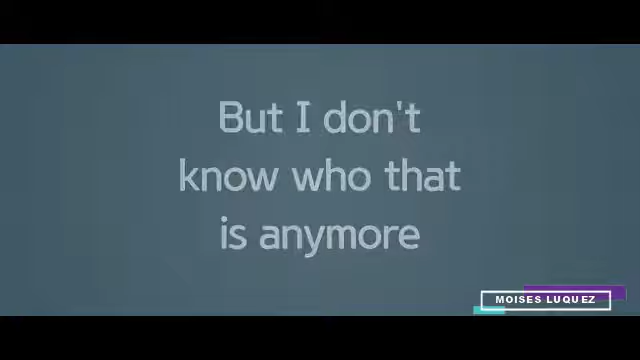 But I don't
know who that
is anymore
MOISES LUQUEZ